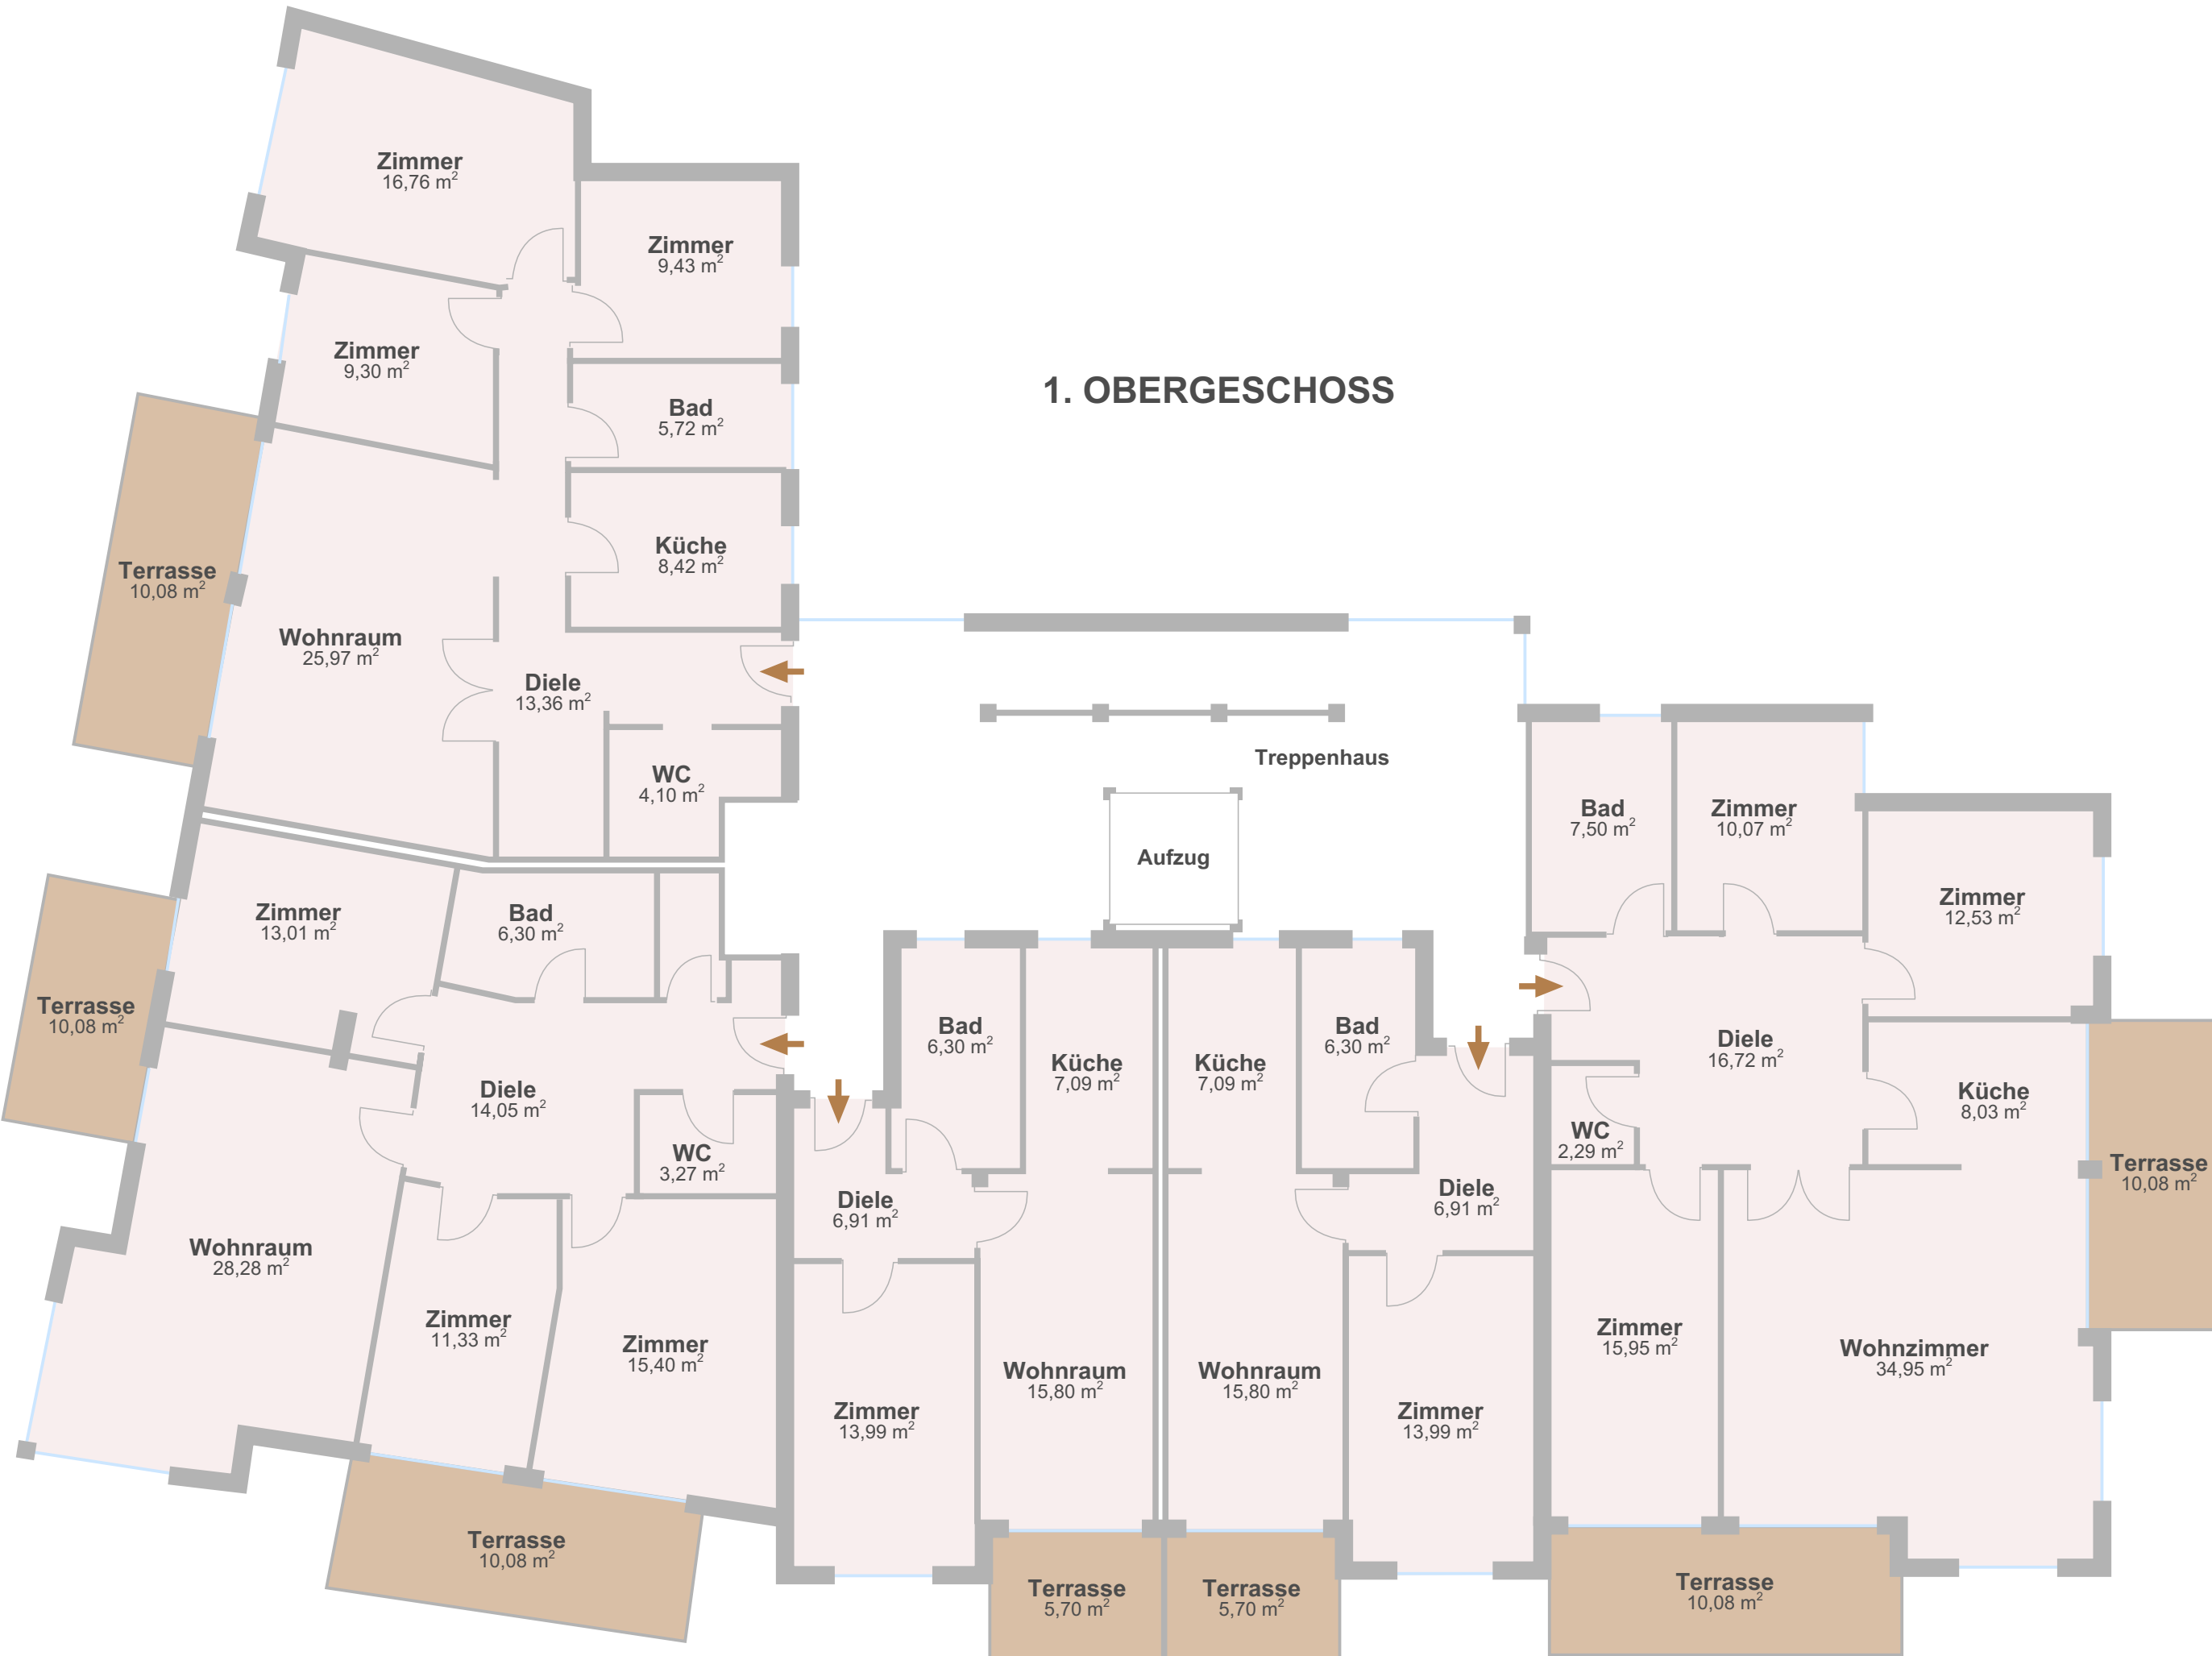 1. OBERGESCHOSS
Zimmer
16,76 m²
Zimmer
9,43 m²
Zimmer
9,30 m²
Bad
5,72 m²
Küche
8,42 m²
Terrasse
10,08 m²
Wohnraum
25,97 m²
Diele
13,36 m²
WC
4,10 m²
Treppenhaus
Aufzug
Zimmer
13,01 m²
Bad
6,30 m²
Terrasse
10,08 m²
Diele
14,05 m²
WC
3,27 m²
Wohnraum
28,28 m²
Zimmer
11,33 m²
Zimmer
15,40 m²
Terrasse
10,08 m²
Bad
6,30 m²
Küche
7,09 m²
Diele
6,91 m²
Zimmer
13,99 m²
Wohnraum
15,80 m²
Terrasse
5,70 m²
Küche
7,09 m²
Bad
6,30 m²
Diele
6,91 m²
Wohnraum
15,80 m²
Zimmer
13,99 m²
Terrasse
5,70 m²
Bad
7,50 m²
Zimmer
10,07 m²
Zimmer
12,53 m²
Diele
16,72 m²
Küche
8,03 m²
WC
2,29 m²
Terrasse
10,08 m²
Zimmer
15,95 m²
Wohnzimmer
34,95 m²
Terrasse
10,08 m²